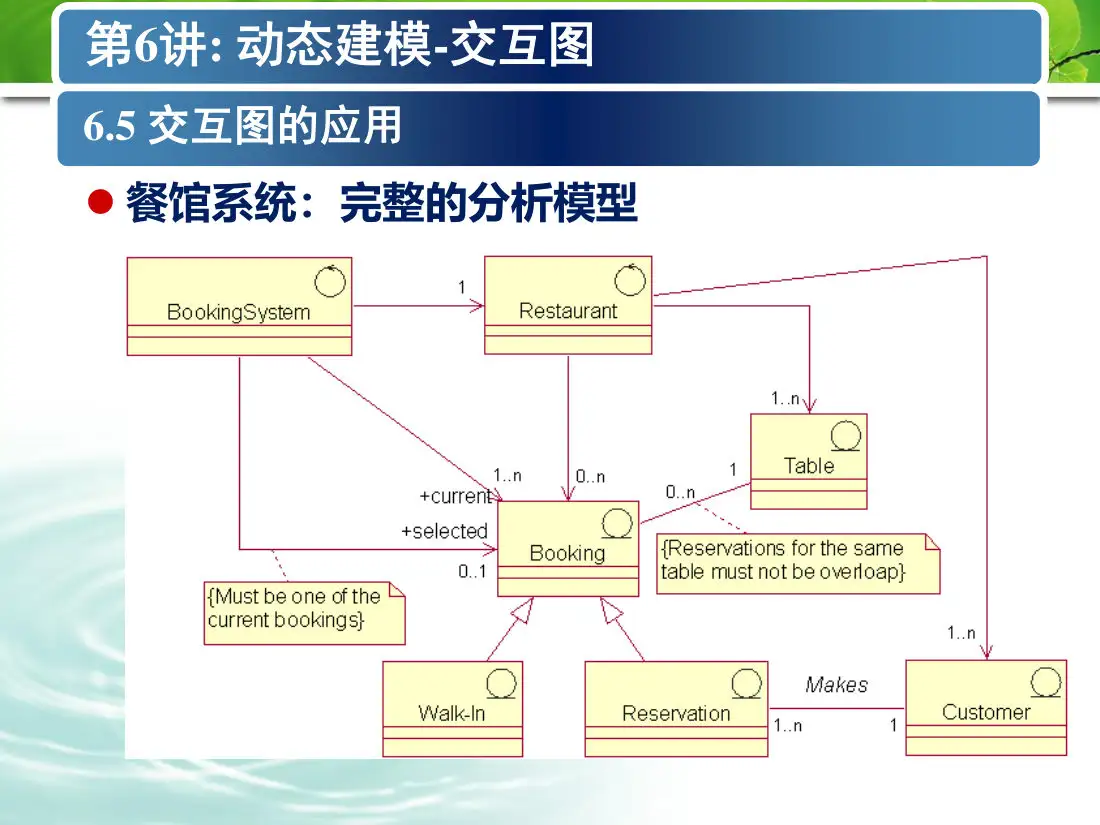 第6讲: 动态建模-交互图
6.5 交互图的应用
餐馆系统：完整的分析模型
BookingSystem
1
Restaurant
1..n
Table
1..n
0..n
1
0..n
+current
+selected
0..1
Booking
{Reservations for the same
table must not be overloap}
{Must be one of the
current bookings}
1..n
Walk-In
Reservation
Makes
1..n
1
Customer